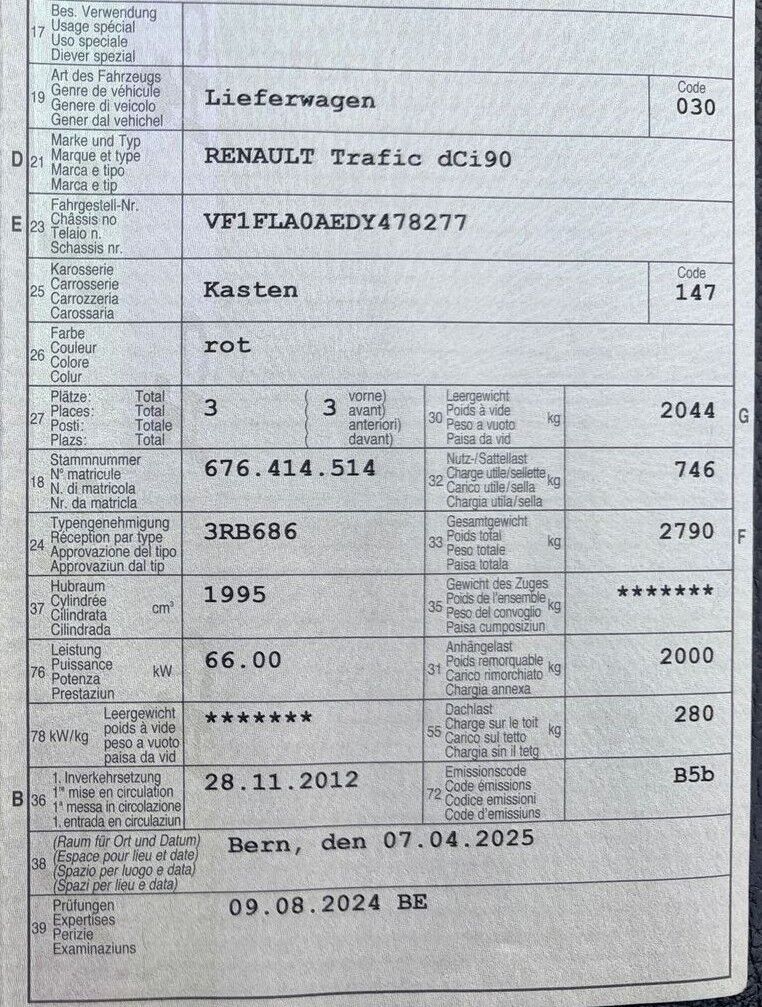 17 Bes. Verwendung
Usage spécial
Uso speciale
Diever spezial
19 Art des Fahrzeugs
Genre de véhicule
Genere di veicolo
Gener dal vehichel
Lieferwagen
Code
030
D 21 Marke und Typ
Marque et type
Marca e tipo
Marca e tip
RENAULT Trafic dCi90
E 23 Fahrgestell-Nr.
Châssis no
Telaio n.
Schassis nr.
VF1FLA0AEDY478277
25 Karosserie
Carrosserie
Carrozzeria
Carossaria
Kasten
Code
147
26 Farbe
Couleur
Colore
Colur
rot
27 Plätze: Total
Places: Total
Posti: Totale
Plazs: Total
3 ( 3 vorne)
avant)
anteriori)
( davant)
30 Leergewicht
Poids à vide
Peso a vuoto
Paisa da vid
kg
2044 G
18 Stammnummer
N° matricule
N. di matricola
Nr. da matricla
676.414.514
32 Nutz-/Sattellast
Charge utile/sellette
Carico utile/sella
Chargia utila/sella
kg
746
24 Typengenehmigung
Réception par type
Approvazione del tipo
Approvaziun dal tip
3RB686
33 Gesamtgewicht
Poids total
Peso totale
Paisa totala
kg
2790 F
37 Hubraum
Cylindrée
Cilindrata
Cilindrada
cm³
1995
35 Gewicht des Zuges
Poids de l'ensemble
Peso del convoglio
Paisa cumposiziun
kg
*******
76 Leistung
Puissance
Potenza
Prestaziun
kW
66.00
31 Anhängelast
Poids remorquable
Carico rimorchiato
Chargia annexa
kg
2000
78 kW/kg
Leergewicht
poids à vide
peso a vuoto
paisa da vid
*******
55 Dachlast
Charge sur le toit
Carico sul tetto
Chargia sin il tetg
kg
280
B 36 1. Inverkehrsetzung
1re mise en circulation
1a messa in circolazione
1. entrada en circulaziun
28.11.2012
72 Emissionscode
Code émissions
Codice emissioni
Code d'emissiuns
B5b
38 (Raum für Ort und Datum)
(Espace pour lieu et date)
(Spazio per luogo e data)
(Spazi per lieu e data)
Bern, den 07.04.2025
39 Prüfungen
Expertises
Perizie
Examinaziuns
09.08.2024 BE